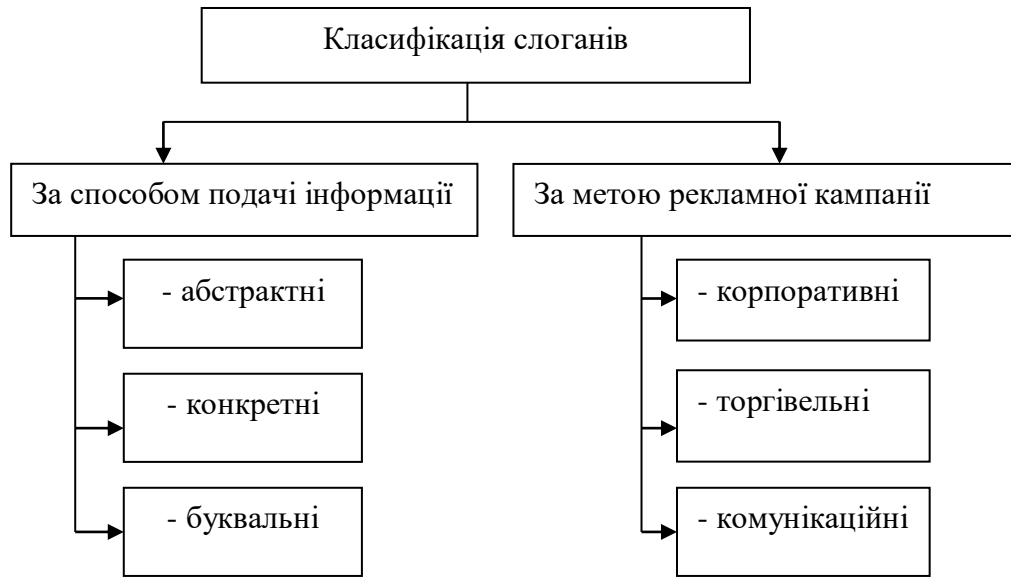 Класифікація слоганів
За способом подачі інформації
- абстрактні
- конкретні
- буквальні
За метою рекламної кампанії
- корпоративні
- торгівельні
- комунікаційні